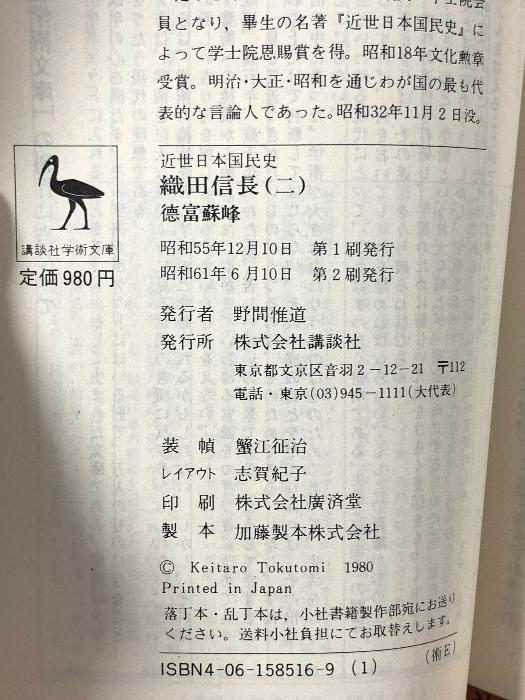 員となり,畢生の名著『近世日本国民史』に
よって学士院恩賜賞を得。昭和18年文化勲章
受賞。明治・大正・昭和を通じわが国の最も代
表的な言論人であった。昭和32年11月2日没。
近世日本国民史
織田信長(二)
德富蘇峰
昭和55年12月10日 第1刷発行
昭和61年6月10日 第2刷発行
講談社学術文庫
定価980円
発行者 野間惟道
発行所 株式会社講談社
東京都文京区音羽2-12-21 〒112
電話・東京(03)945-1111(大代表)
装幀 蟹江征治
レイアウト 志賀紀子
印刷 株式会社廣済堂
製本 加藤製本株式会社
© Keitaro Tokutomi 1980
Printed in Japan
落丁本・乱丁本は,小社書籍製作部宛にお送り
ください。送料小社負担にてお取替えします。
ISBN4-06-158516-9 (1)
(術E)